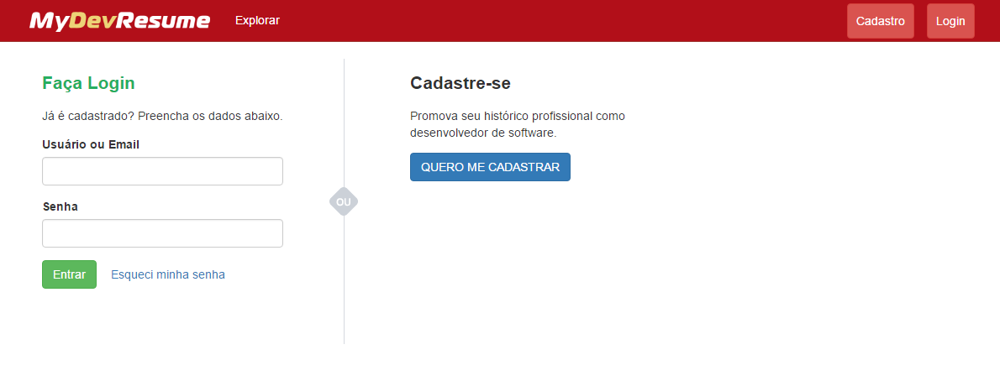 MyDevResume
Explorar
Cadastro
Login
Faça Login
Já é cadastrado? Preencha os dados abaixo.
Usuário ou Email
Senha
Entrar
Esqueci minha senha
OU
Cadastre-se
Promova seu histórico profissional como
desenvolvedor de software.
QUERO ME CADASTRAR